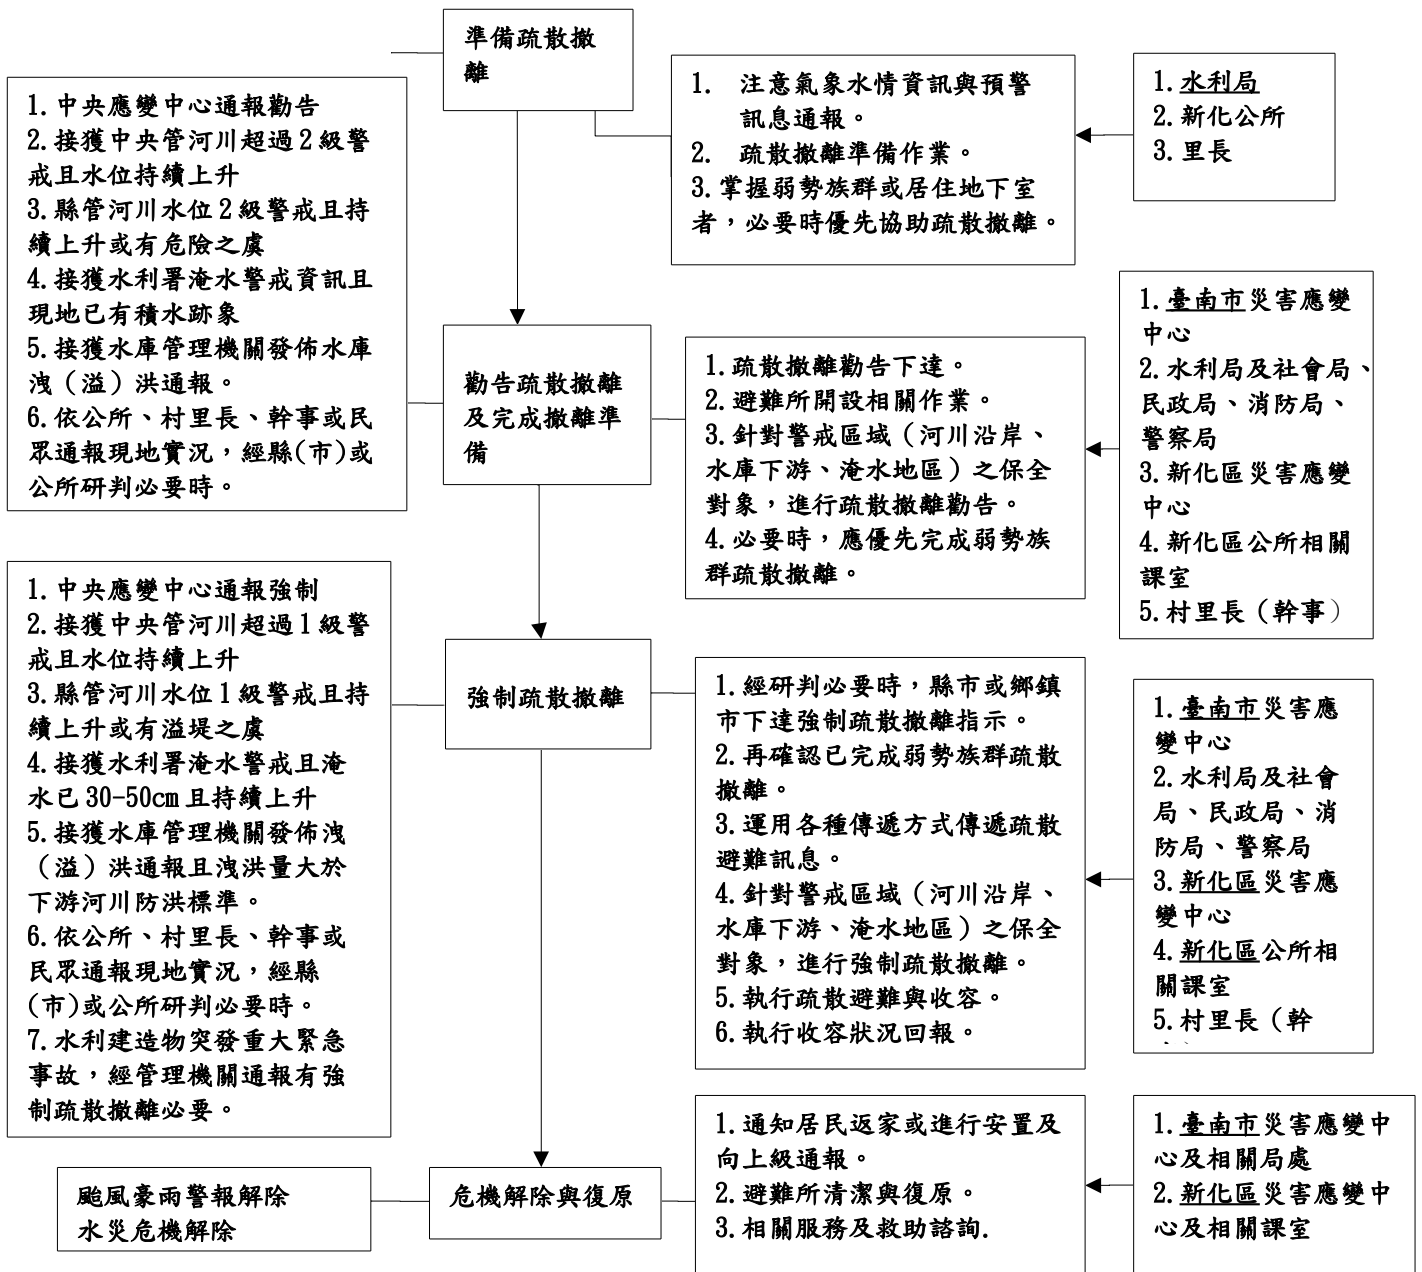 準備疏散撤
離
1. 注意氣象水情資訊與預警
訊息通報。
2. 疏散撤離準備作業。
3.掌握弱勢族群或居住地下室
者，必要時優先協助疏散撤離。
1.水利局
2.新化公所
3.里長
1.中央應變中心通報勸告
2.接獲中央管河川超過2級警
戒且水位持續上升
3.縣管河川水位2級警戒且持
續上升或有危險之虞
4.接獲水利署淹水警戒資訊且
現地已有積水跡象
5.接獲水庫管理機關發佈水庫
洩（溢）洪通報。
6.依公所、村里長、幹事或民
眾通報現地實況，經縣(市)或
公所研判必要時。
勸告疏散撤離
及完成撤離準
備
1.疏散撤離勸告下達。
2.避難所開設相關作業。
3.針對警戒區域（河川沿岸、
水庫下游、淹水地區）之保全
對象，進行疏散撤離勸告。
4.必要時，應優先完成弱勢族
群疏散撤離。
1.臺南市災害應變
中心
2.水利局及社會局、
民政局、消防局、
警察局
3.新化區災害應變
中心
4.新化區公所相關
課室
5.村里長（幹事）
1.中央應變中心通報強制
2.接獲中央管河川超過1級警
戒且水位持續上升
3.縣管河川水位1級警戒且持
續上升或有溢堤之虞
4.接獲水利署淹水警戒且淹
水已30-50cm且持續上升
5.接獲水庫管理機關發佈洩
（溢）洪通報且洩洪量大於
下游河川防洪標準。
6.依公所、村里長、幹事或
民眾通報現地實況，經縣
(市)或公所研判必要時。
7.水利建造物突發重大緊急
事故，經管理機關通報有強
制疏散撤離必要。
強制疏散撤離
1.經研判必要時，縣市或鄉鎮
市下達強制疏散撤離指示。
2.再確認已完成弱勢族群疏散
撤離。
3.運用各種傳遞方式傳遞疏散
避難訊息。
4.針對警戒區域（河川沿岸、
水庫下游、淹水地區）之保全
對象，進行強制疏散撤離。
5.執行疏散避難與收容。
6.執行收容狀況回報。
1.臺南市災害應
變中心
2.水利局及社會
局、民政局、消
防局、警察局
3.新化區災害應
變中心
4.新化區公所相
關課室
5.村里長（幹
颱風豪雨警報解除
水災危機解除
危機解除與復原
1.通知居民返家或進行安置及
向上級通報。
2.避難所清潔與復原。
3.相關服務及救助諮詢.
1.臺南市災害應變中
心及相關局處
2.新化區災害應變中
心及相關課室